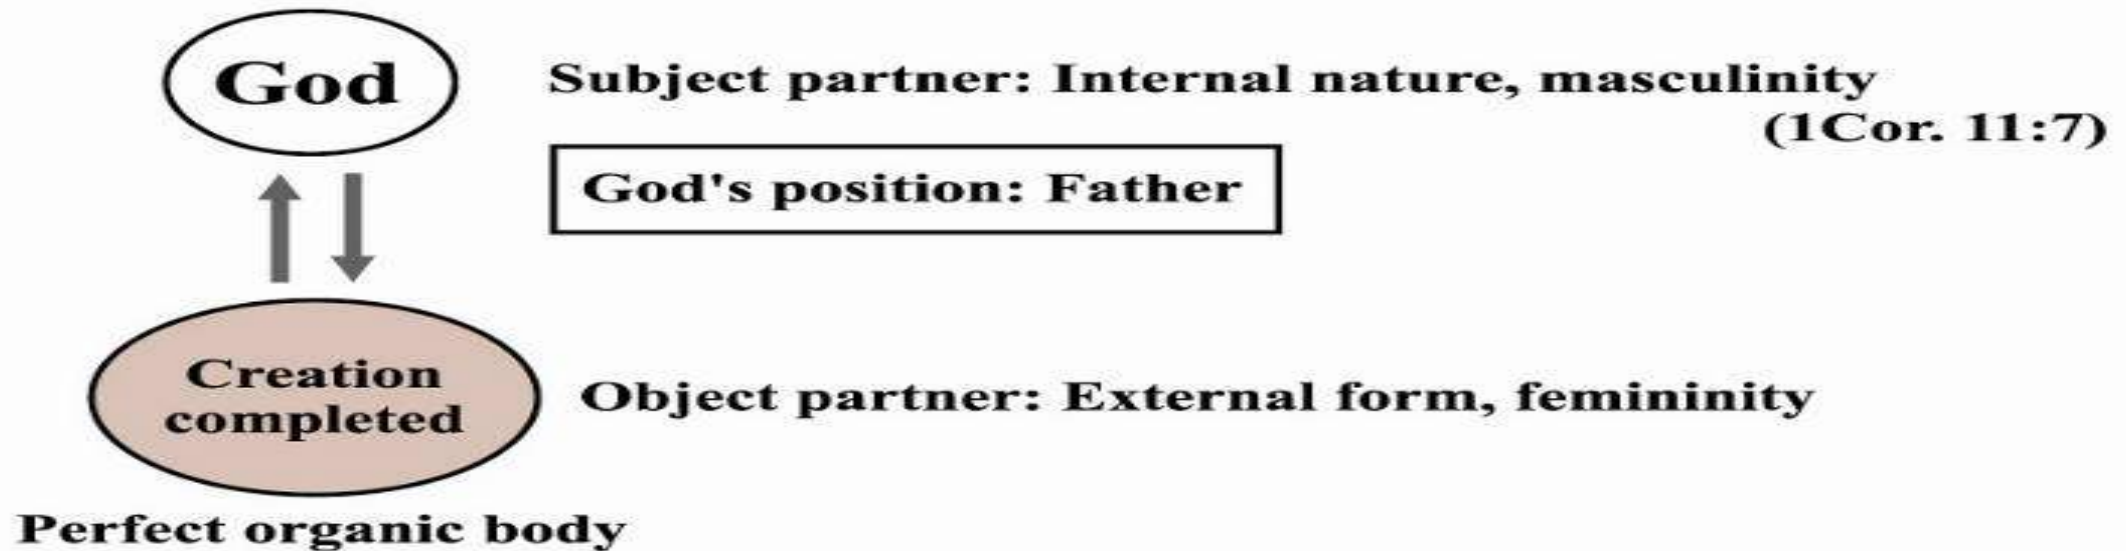 God
Subject partner: Internal nature, masculinity
(1Cor. 11:7)
God's position: Father
Creation
completed
Object partner: External form, femininity
Perfect organic body